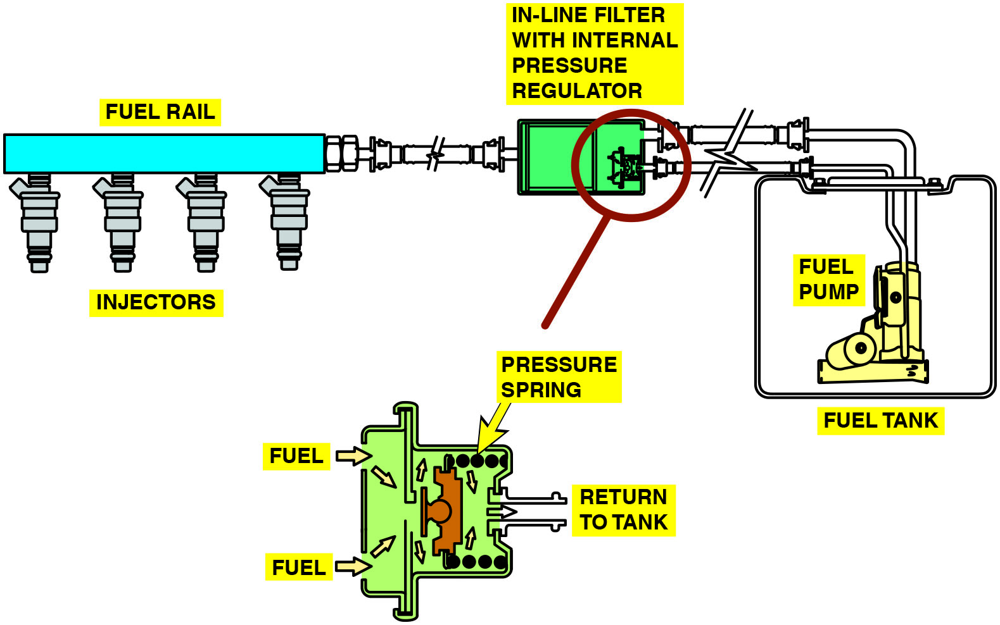 IN-LINE FILTER
WITH INTERNAL
PRESSURE
REGULATOR
FUEL RAIL
INJECTORS
FUEL
PUMP
FUEL TANK
PRESSURE
SPRING
FUEL
RETURN
TO TANK
FUEL